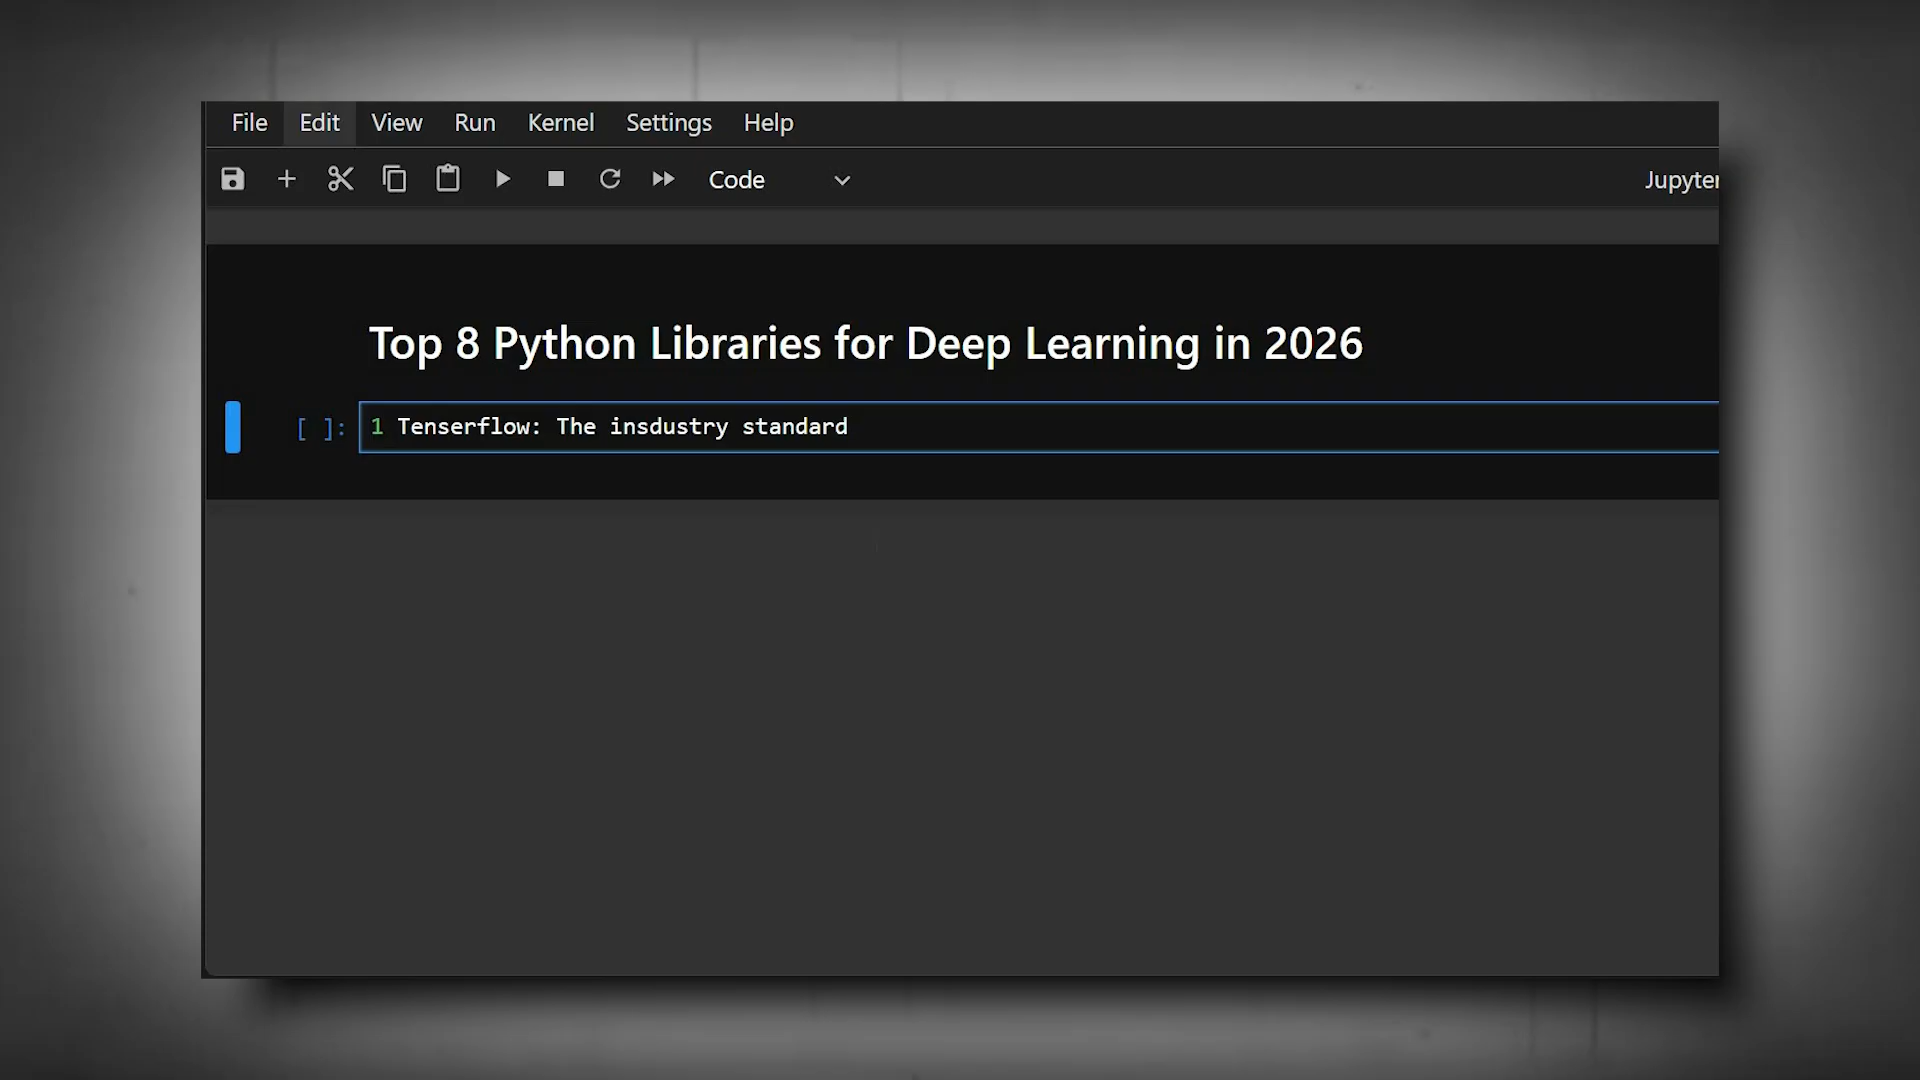 File Edit View Run Kernel Settings Help
Code Jupyter
Top 8 Python Libraries for Deep Learning in 2026
[ ]: 1 Tenserflow: The insdustry standard